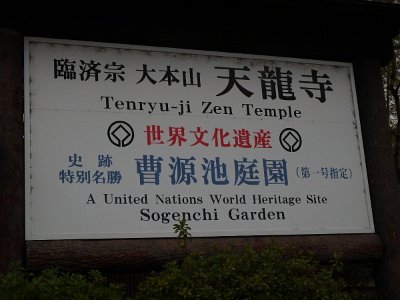 臨済宗 大本山 天龍寺
Tenryu-ji Zen Temple
世界文化遺産
史跡
特別名勝 曹源池庭園 (第一号指定)
A United Nations World Heritage Site
Sogenchi Garden